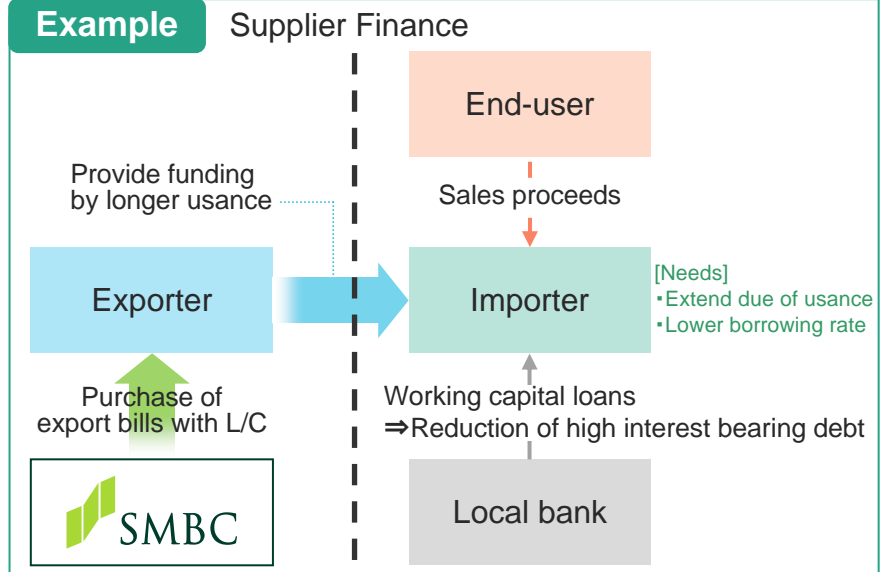 Example
Supplier Finance
End-user
Provide funding
by longer usance
Sales proceeds
Exporter
Importer
[Needs]
・Extend due of usance
・Lower borrowing rate
Purchase of
export bills with L/C
Working capital loans
⇒Reduction of high interest bearing debt
SMBC
Local bank